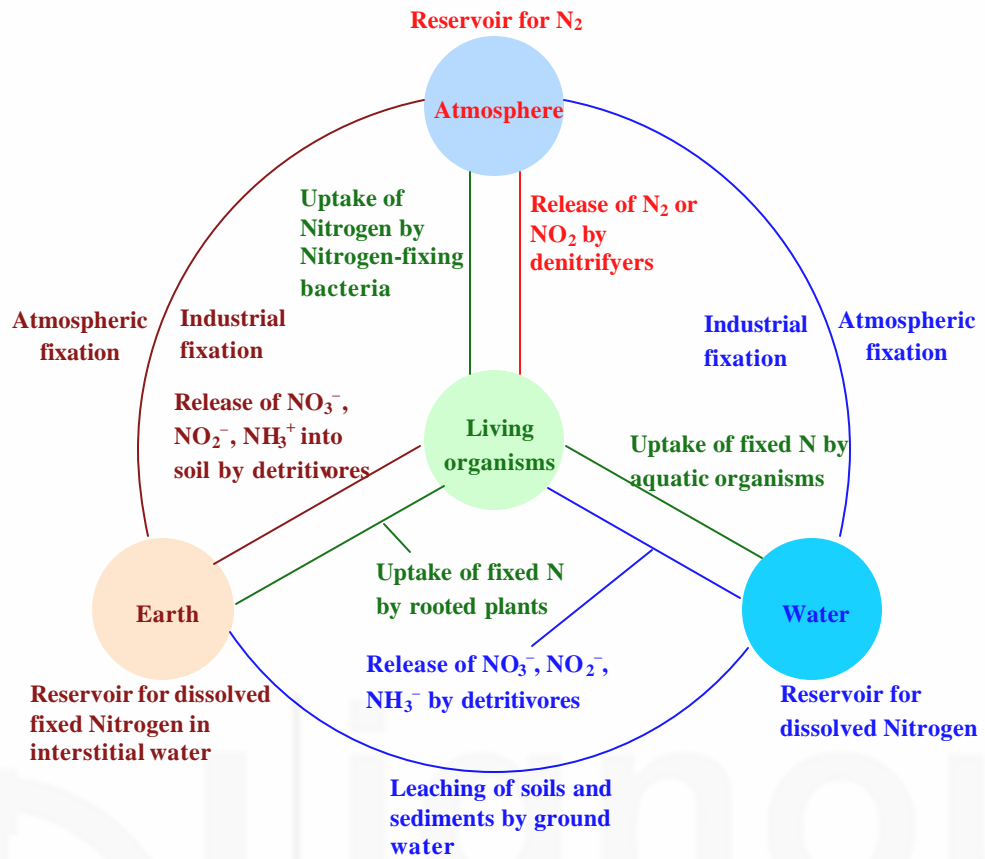 Reservoir for N₂
Atmosphere
Uptake of
Nitrogen by
Nitrogen-fixing
bacteria
Release of N₂ or
NO₂ by
denitrifyers
Atmospheric
fixation
Industrial
fixation
Industrial
fixation
Atmospheric
fixation
Release of NO₃⁻,
NO₂⁻, NH₃⁺ into
soil by detritivores
Living
organisms
Uptake of fixed N by
aquatic organisms
Earth
Uptake of fixed N
by rooted plants
Water
Release of NO₃⁻, NO₂⁻,
NH₃⁻ by detritivores
Reservoir for dissolved
fixed Nitrogen in
interstitial water
Reservoir for
dissolved Nitrogen
Leaching of soils and
sediments by ground
water